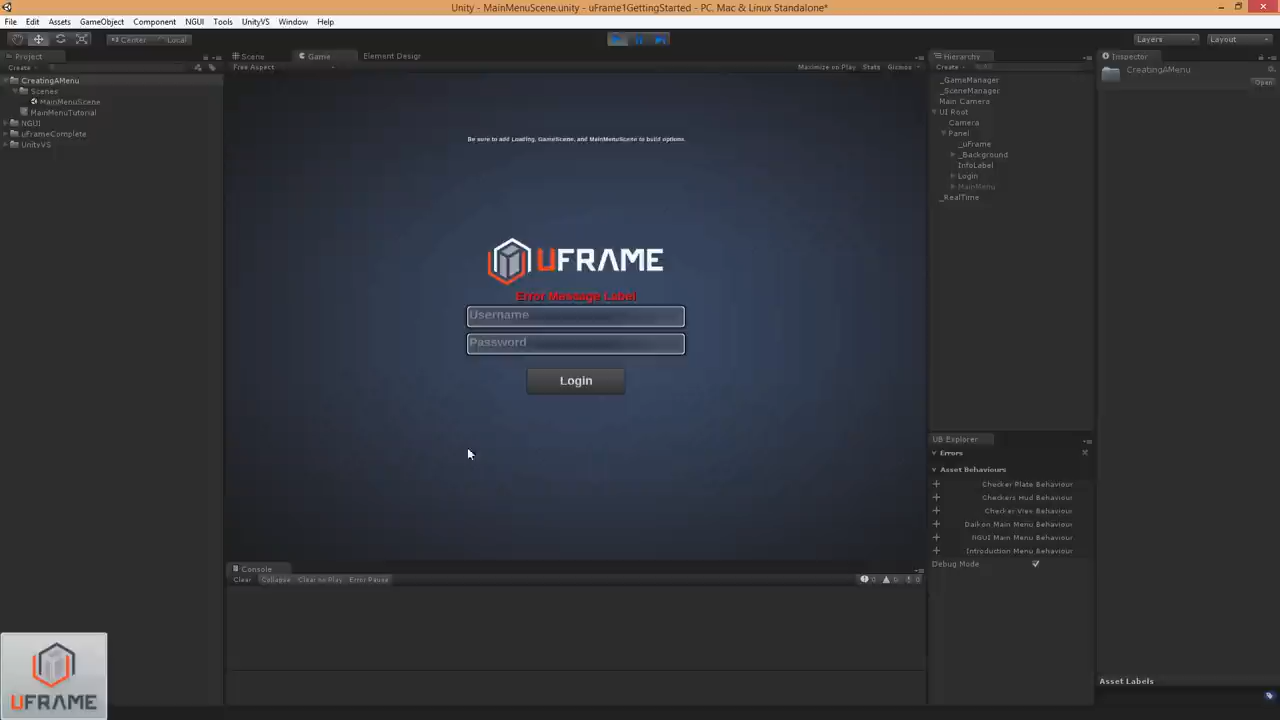 Unity - MainMenuScene.unity - uFrame1GettingStarted - PC, Mac & Linux Standalone*
File Edit Assets GameObject Component NGUI Tools UnityVS Window Help
Center Local Layers Layout
Project Scene Game Element Design Hierarchy Inspector
Create Free Aspect Maximize on Play Stats Gizmos Create
CreatingAMenu
Scenes
MainMenuScene
MainMenuTutorial
NGUI
uFrameComplete
UnityVS
Be sure to add Loading, GameScene, and MainMenuScene to build options.
UFRAME
Error Message Label
Username
Password
Login
_GameManager
_SceneManager
Main Camera
UI Root
Camera
Panel
_uFrame
_Background
InfoLabel
Login
MainMenu
_RealTime
CreatingAMenu
Open
UB Explorer
Errors
Asset Behaviours
Checker Plate Behaviour
Checkers Hud Behaviour
Checker View Behaviour
Daikon Main Menu Behaviour
NGUI Main Menu Behaviour
Introduction Menu Behaviour
Debug Mode
Console
Clear Collapse Clear on Play Error Pause 0 0 0
Asset Labels
UFRAME